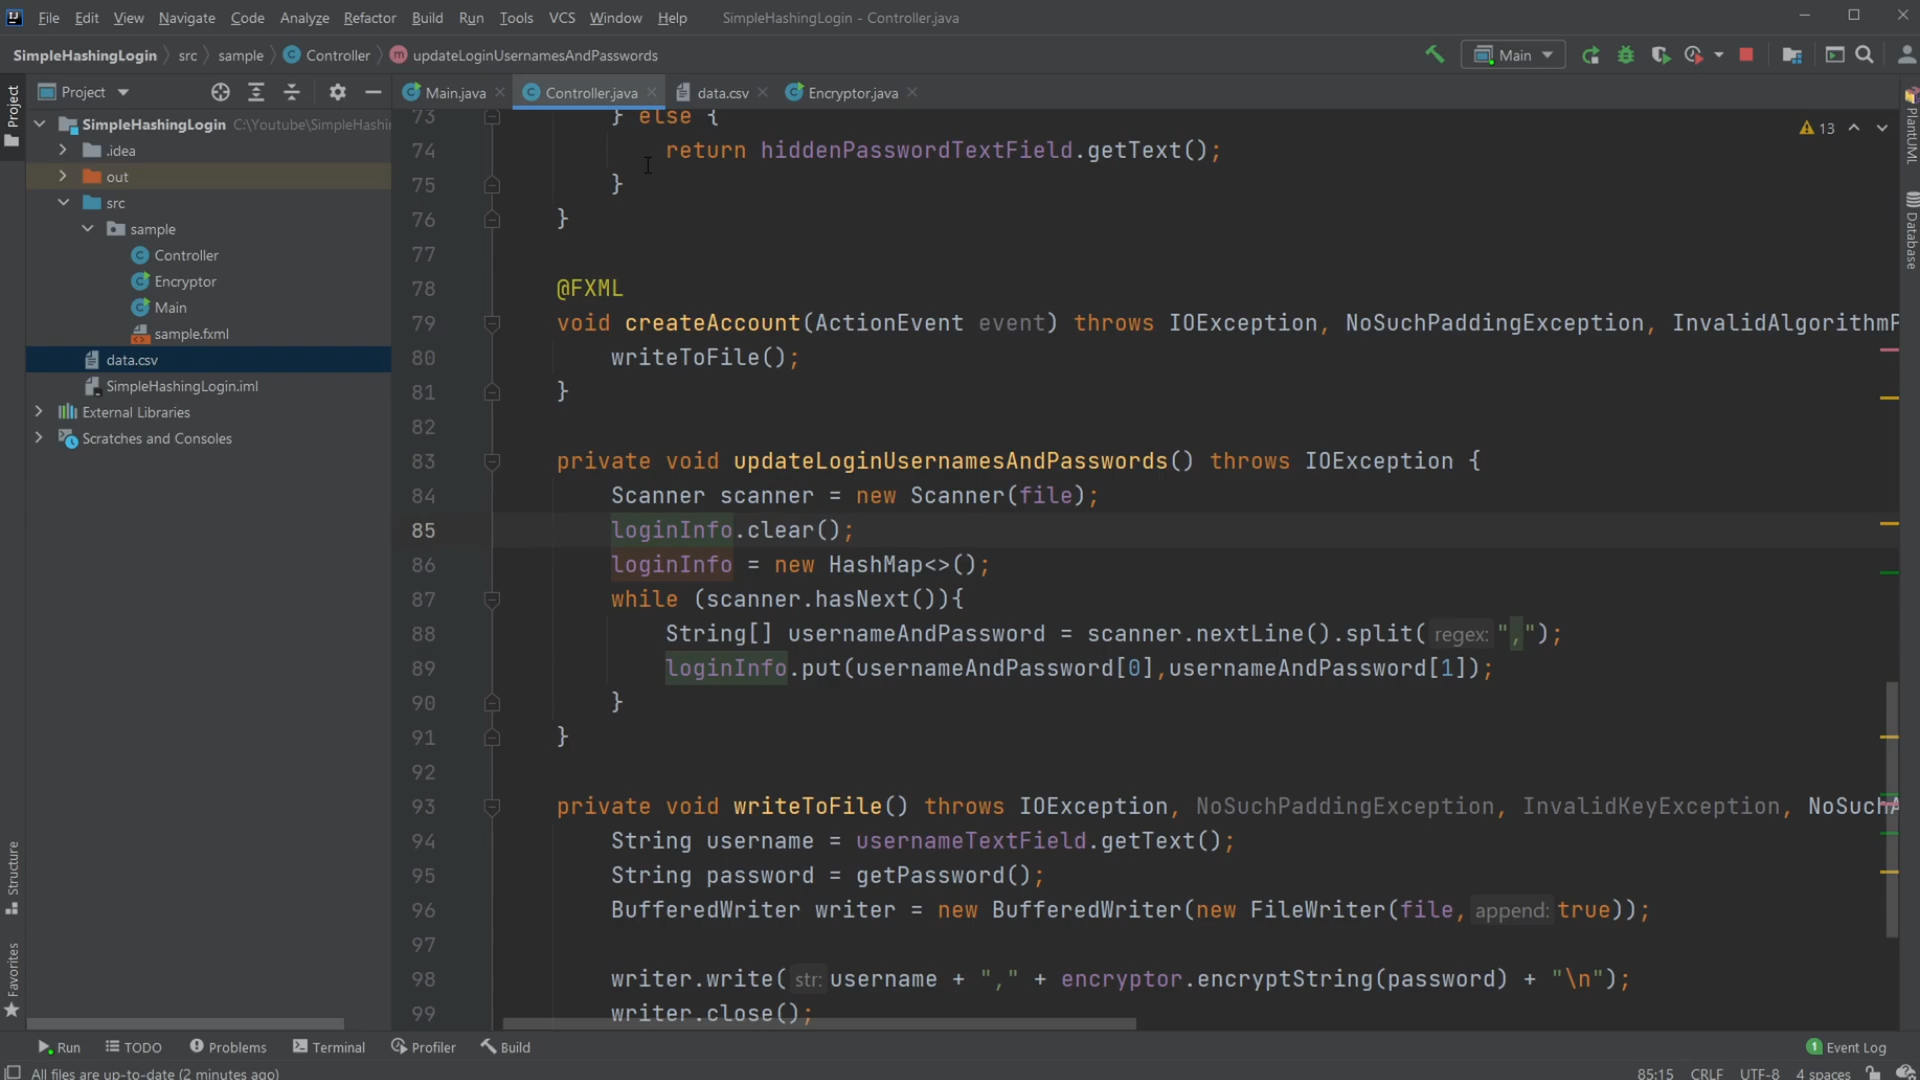 File Edit View Navigate Code Analyze Refactor Build Run Tools VCS Window Help SimpleHashingLogin - Controller.java
SimpleHashingLogin src sample Controller m updateLoginUsernamesAndPasswords Main
Project
Main.java Controller.java data.csv Encryptor.java
SimpleHashingLogin C:\Youtube\SimpleHashi
.idea
out
src
sample
Controller
Encryptor
Main
sample.fxml
data.csv
SimpleHashingLogin.iml
External Libraries
Scratches and Consoles
Project
Structure
Favorites
13
PlantUML
Database
73 } else {
74 return hiddenPasswordTextField.getText();
75 }
76 }
77
78 @FXML
79 void createAccount(ActionEvent event) throws IOException, NoSuchPaddingException, InvalidAlgorithmP
80 writeToFile();
81 }
82
83 private void updateLoginUsernamesAndPasswords() throws IOException {
84 Scanner scanner = new Scanner(file);
85 loginInfo.clear();
86 loginInfo = new HashMap<>();
87 while (scanner.hasNext()){
88 String[] usernameAndPassword = scanner.nextLine().split( regex: ",");
89 loginInfo.put(usernameAndPassword[0],usernameAndPassword[1]);
90 }
91 }
92
93 private void writeToFile() throws IOException, NoSuchPaddingException, InvalidKeyException, NoSuchA
94 String username = usernameTextField.getText();
95 String password = getPassword();
96 BufferedWriter writer = new BufferedWriter(new FileWriter(file, append: true));
97
98 writer.write( str: username + "," + encryptor.encryptString(password) + "\n");
99 writer.close();
Run TODO Problems Terminal Profiler Build 1 Event Log
All files are up-to-date (2 minutes ago) 85:15 CRLF UTF-8 4 spaces